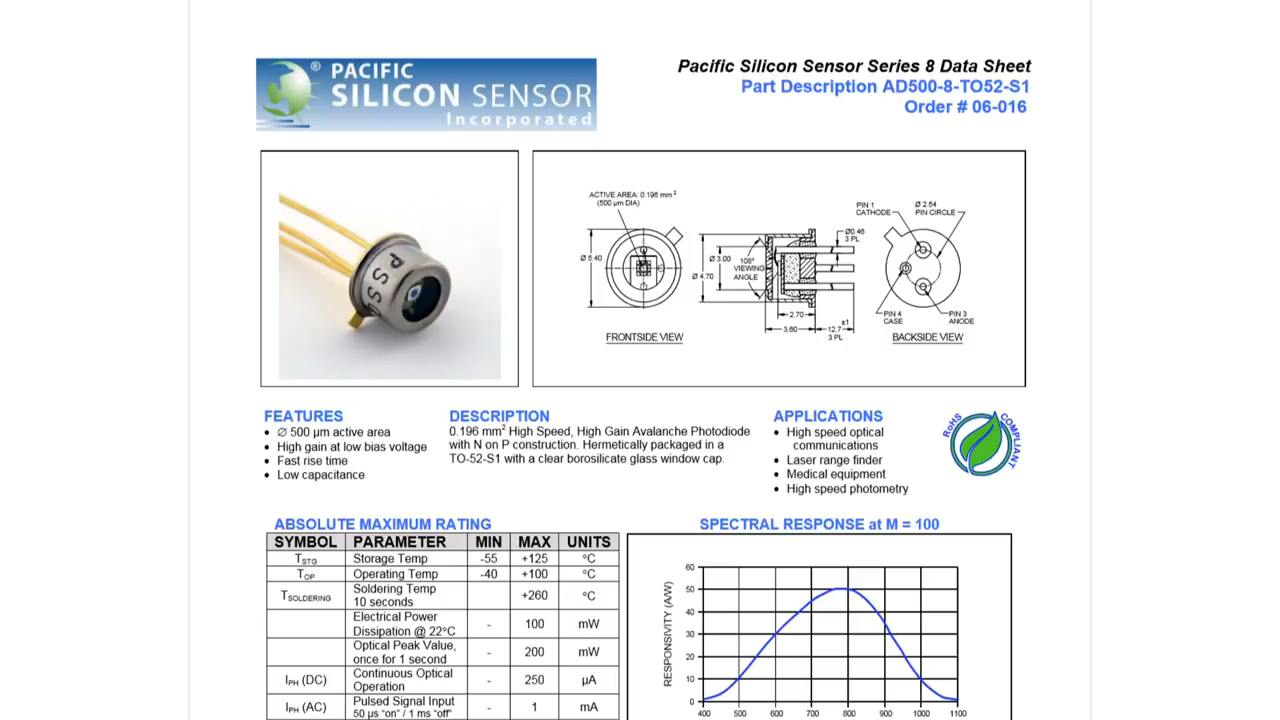 PACIFIC
SILICON SENSOR
Incorporated
®
Pacific Silicon Sensor Series 8 Data Sheet
Part Description AD500-8-TO52-S1
Order # 06-016
PSS
ACTIVE AREA: 0.196 mm²
(500 µm DIA)
Ø 5.40
FRONTSIDE VIEW
Ø 4.70
Ø 3.00
108°
VIEWING
ANGLE
Ø0.46
3 PL
2.70
3.60
±1
12.7
3 PL
PIN 1
CATHODE
Ø 2.54
PIN CIRCLE
PIN 4
CASE
PIN 3
ANODE
BACKSIDE VIEW
FEATURES
• ∅ 500 µm active area
• High gain at low bias voltage
• Fast rise time
• Low capacitance
DESCRIPTION
0.196 mm² High Speed, High Gain Avalanche Photodiode
with N on P construction. Hermetically packaged in a
TO-52-S1 with a clear borosilicate glass window cap.
APPLICATIONS
• High speed optical
communications
• Laser range finder
• Medical equipment
• High speed photometry
RoHS
COMPLIANT
ABSOLUTE MAXIMUM RATING
SYMBOL PARAMETER MIN MAX UNITS
TSTG Storage Temp -55 +125 °C
TOP Operating Temp -40 +100 °C
TSOLDERING Soldering Temp
10 seconds +260 °C
Electrical Power
Dissipation @ 22°C - 100 mW
Optical Peak Value,
once for 1 second - 200 mW
IPH (DC) Continuous Optical
Operation - 250 µA
IPH (AC) Pulsed Signal Input
50 µs “on” / 1 ms “off” - 1 mA
SPECTRAL RESPONSE at M = 100
RESPONSIVITY (A/W)
60
50
40
30
20
10
0
400 500 600 700 800 900 1000 1100